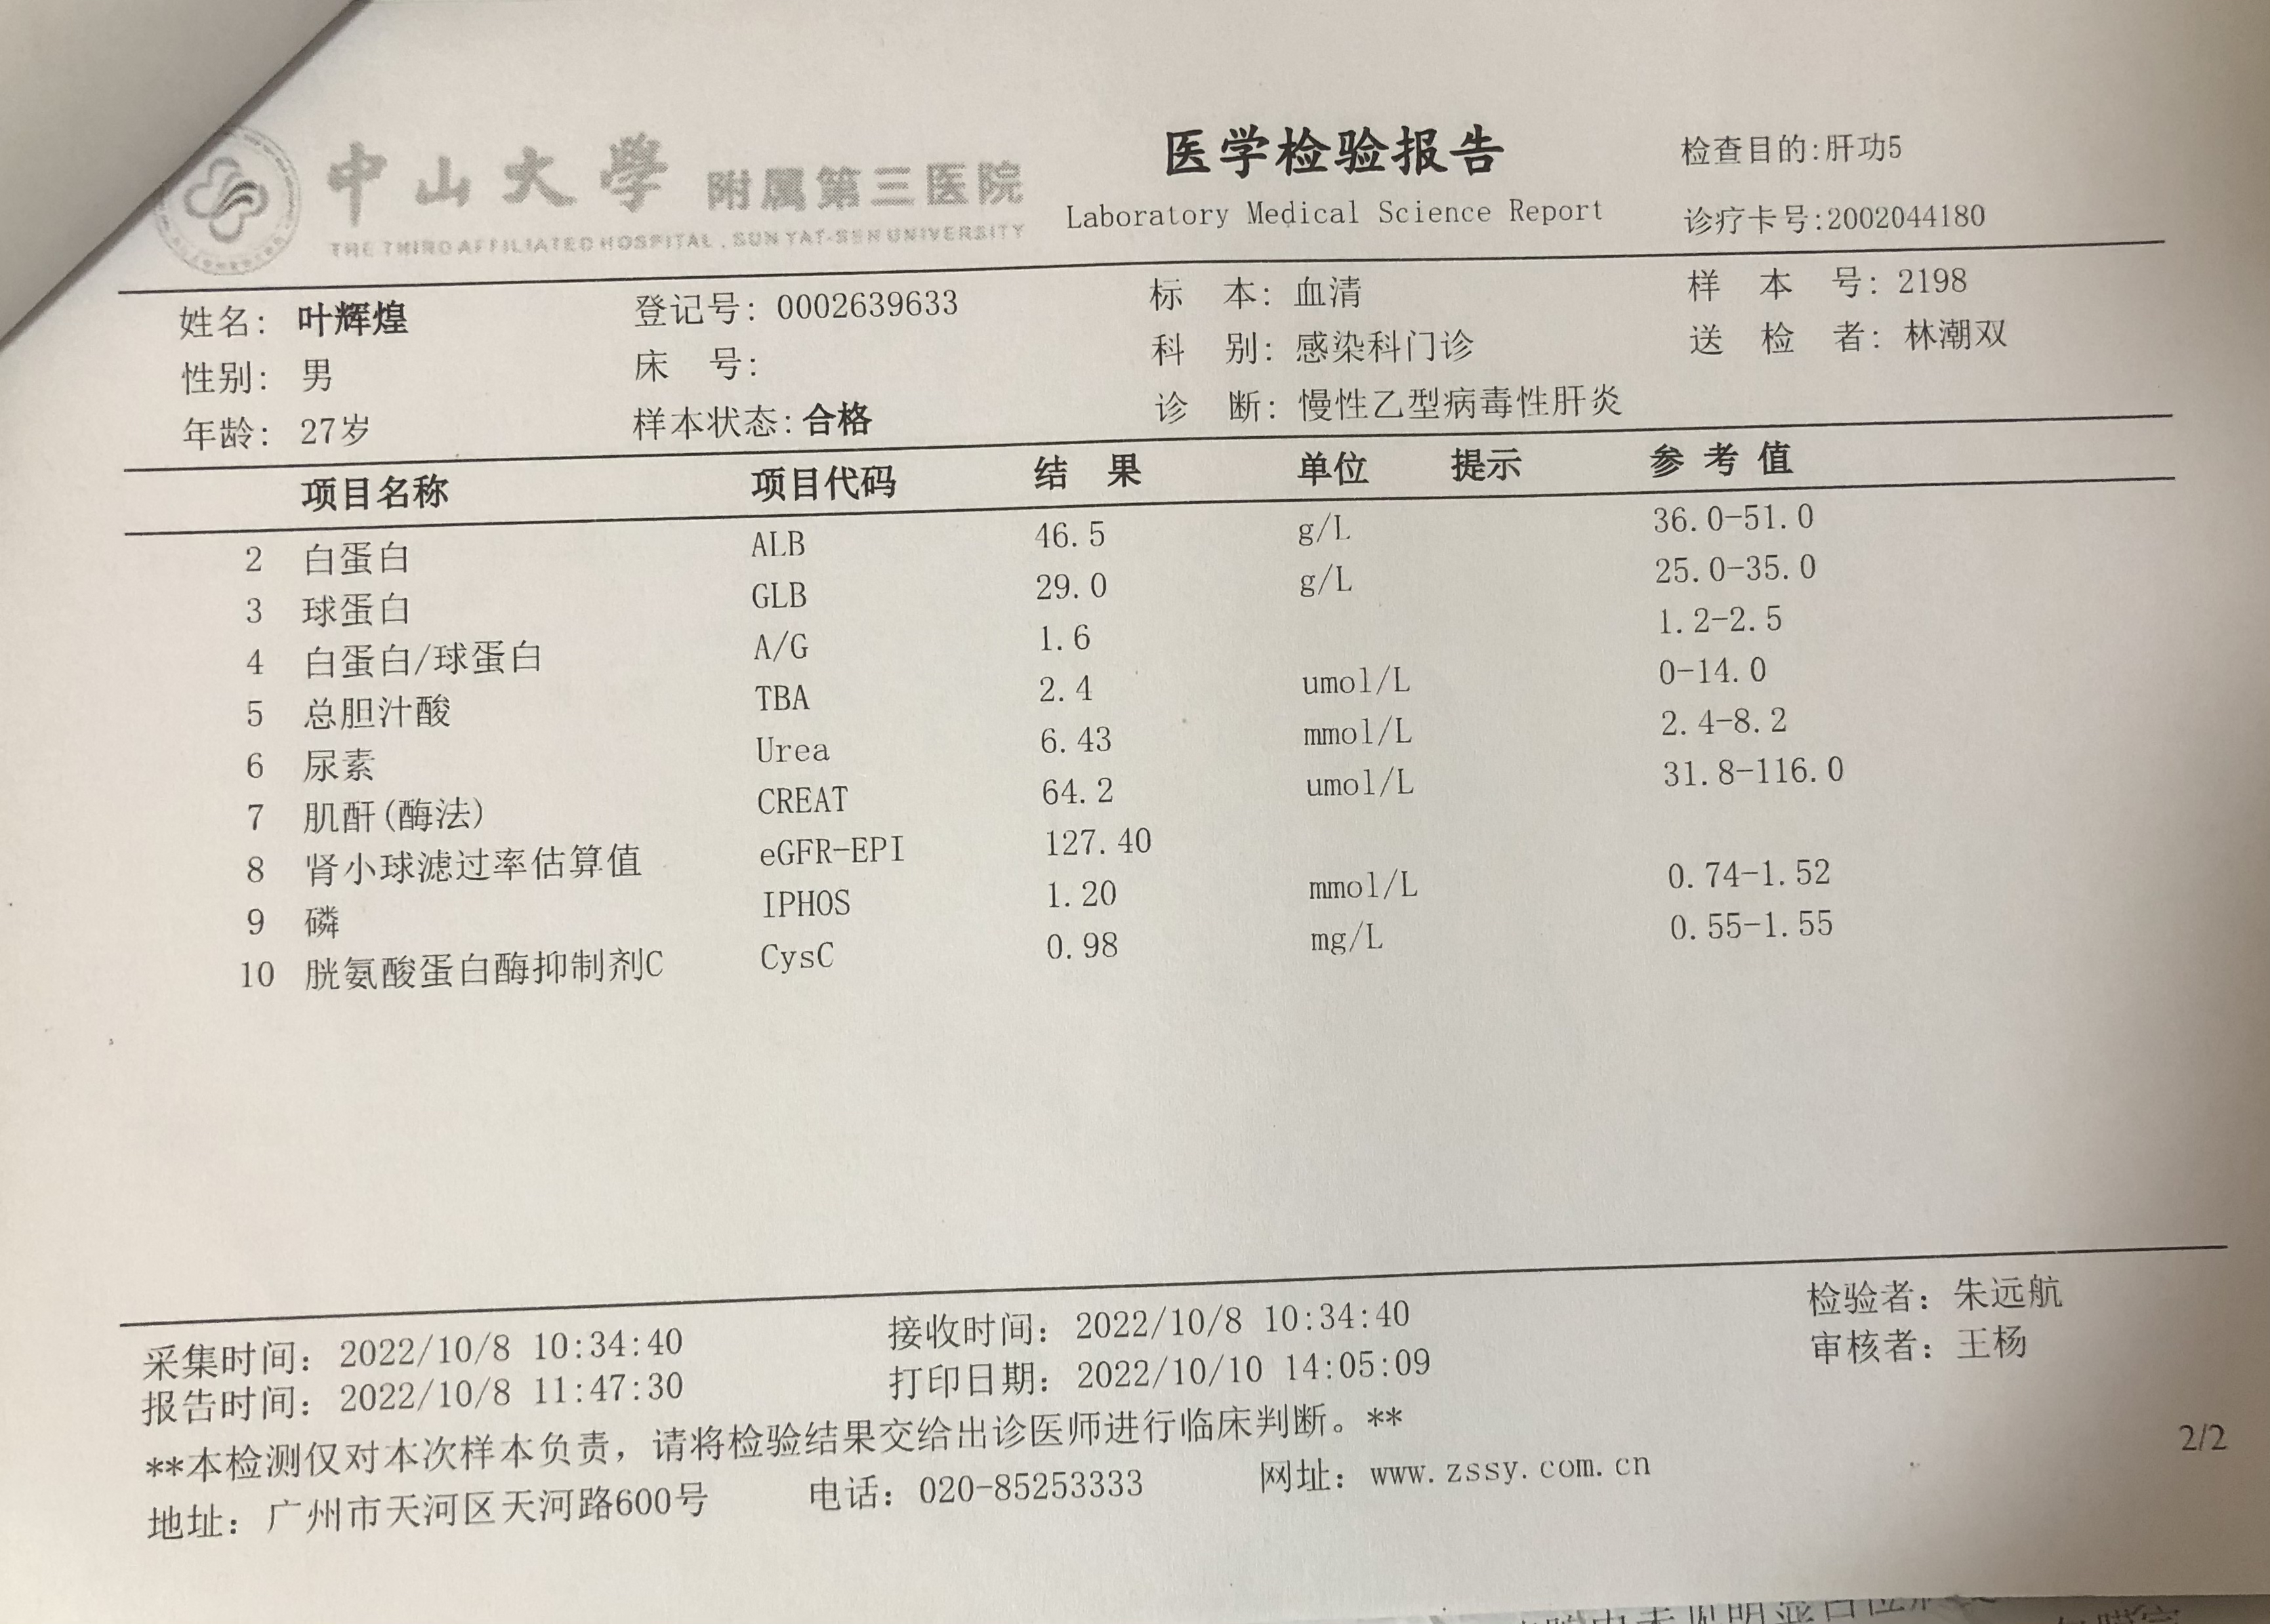 中山大学 附属第三医院
THE THIRD AFFILIATED HOSPITAL, SUN YAT-SEN UNIVERSITY
医学检验报告
Laboratory Medical Science Report
检查目的:肝功5
诊疗卡号:2002044180
姓名: 叶辉煌 登记号: 0002639633 标 本: 血清 样 本 号: 2198
性别: 男 床 号: 科 别: 感染科门诊 送 检 者: 林潮双
年龄: 27岁 样本状态: 合格 诊 断: 慢性乙型病毒性肝炎
项目名称 项目代码 结 果 单位 提示 参 考 值
2 白蛋白 ALB 46.5 g/L 36.0-51.0
3 球蛋白 GLB 29.0 g/L 25.0-35.0
4 白蛋白/球蛋白 A/G 1.6 1.2-2.5
5 总胆汁酸 TBA 2.4 umol/L 0-14.0
6 尿素 Urea 6.43 mmol/L 2.4-8.2
7 肌酐(酶法) CREAT 64.2 umol/L 31.8-116.0
8 肾小球滤过率估算值 eGFR-EPI 127.40
9 磷 IPHOS 1.20 mmol/L 0.74-1.52
10 胱氨酸蛋白酶抑制剂C CysC 0.98 mg/L 0.55-1.55
采集时间: 2022/10/8 10:34:40 接收时间: 2022/10/8 10:34:40 检验者: 朱远航
报告时间: 2022/10/8 11:47:30 打印日期: 2022/10/10 14:05:09 审核者: 王杨
**本检测仅对本次样本负责，请将检验结果交给出诊医师进行临床判断。**
2/2
地址: 广州市天河区天河路600号 电话: 020-85253333 网址: www.zssy.com.cn